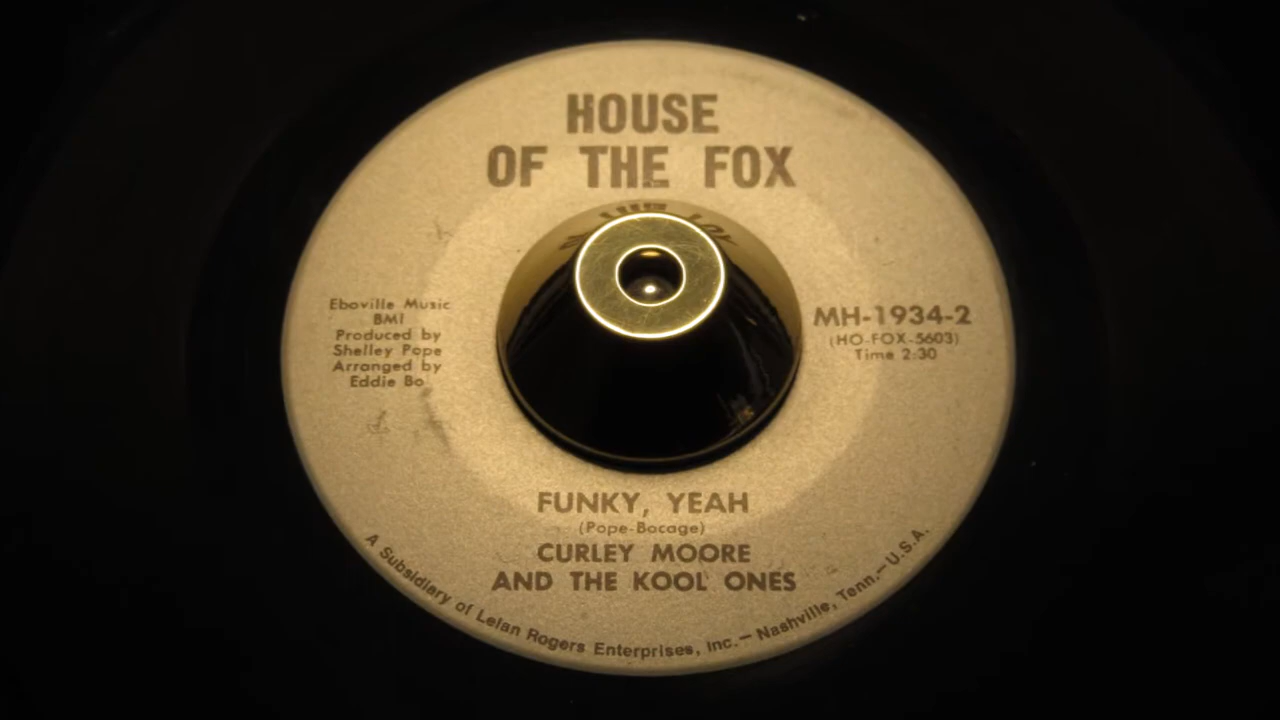 HOUSE
OF THE FOX
Eboville Music
BMI
Produced by
Shelley Pope
Arranged by
Eddie Bo
MH-1934-2
(HO-FOX-5603)
Time 2:30
FUNKY, YEAH
(Pope-Bocage)
CURLEY MOORE
AND THE KOOL ONES
A Subsidiary of Lelan Rogers Enterprises, Inc.— Nashville, Tenn.— U.S.A.